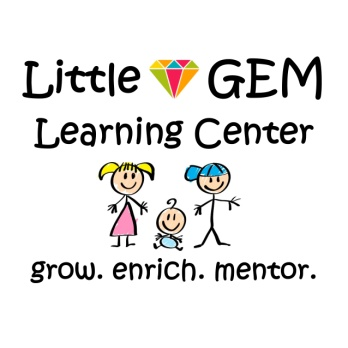 Little GEM
Learning Center
grow. enrich. mentor.